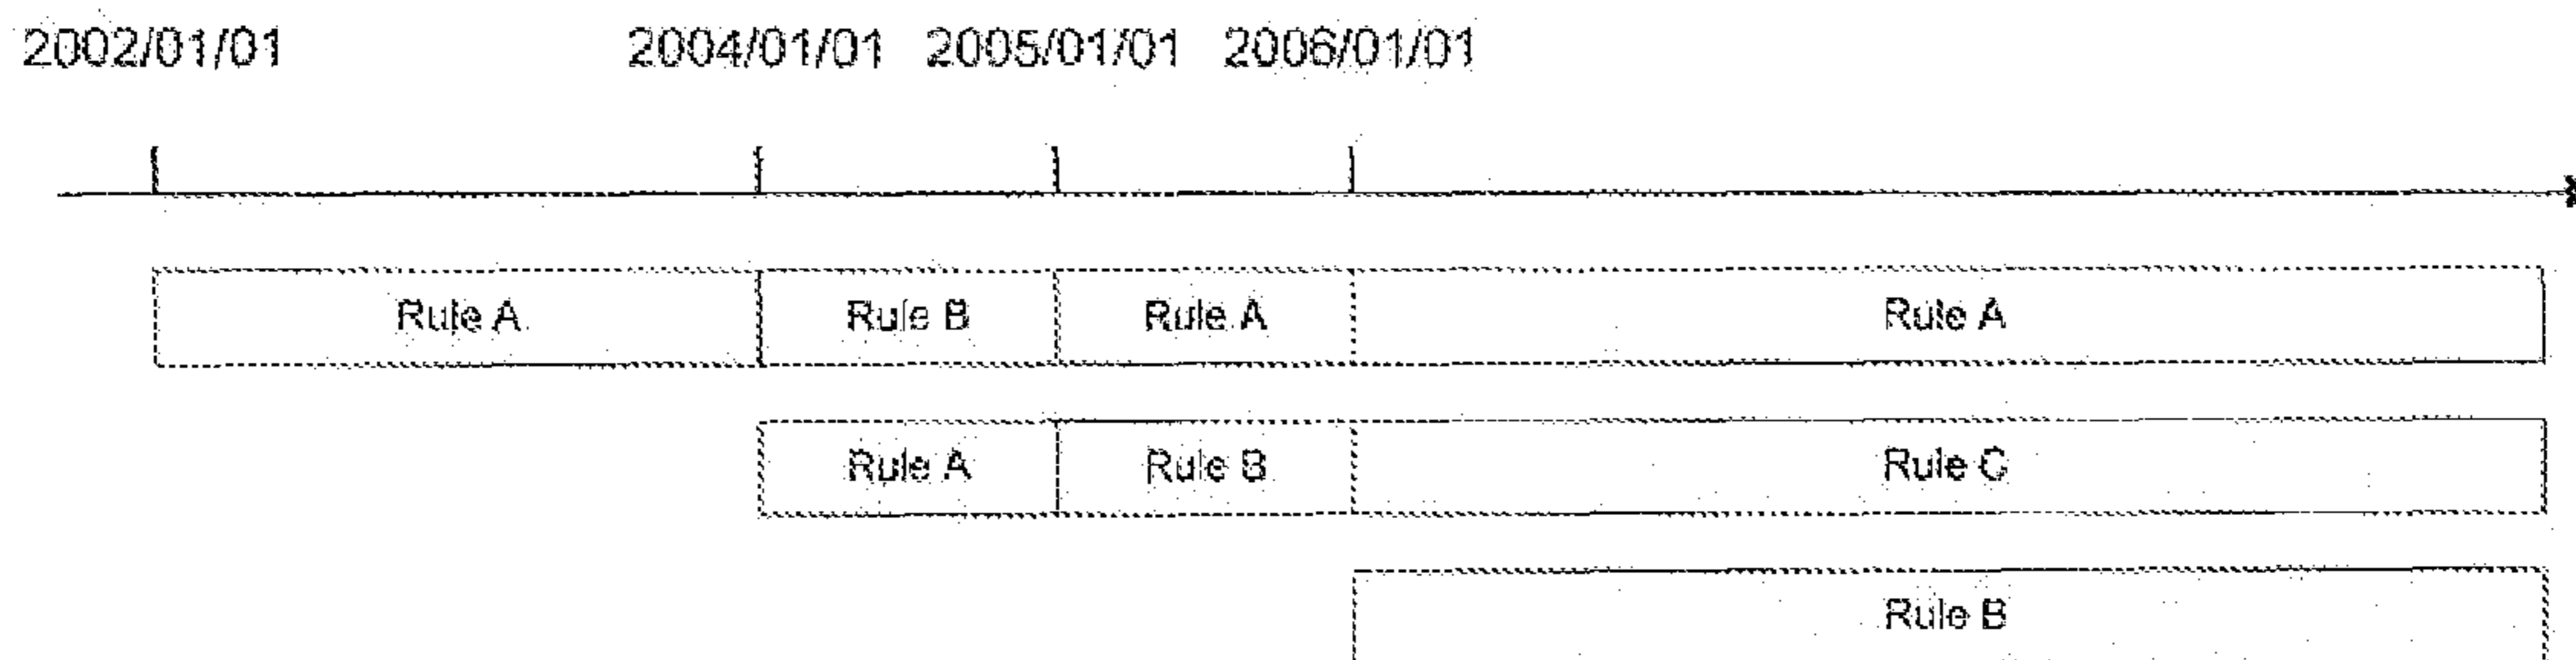 2002/01/01 2004/01/01 2005/01/01 2006/01/01
Rule A Rule B Rule A Rule A
Rule A Rule B Rule C
Rule B